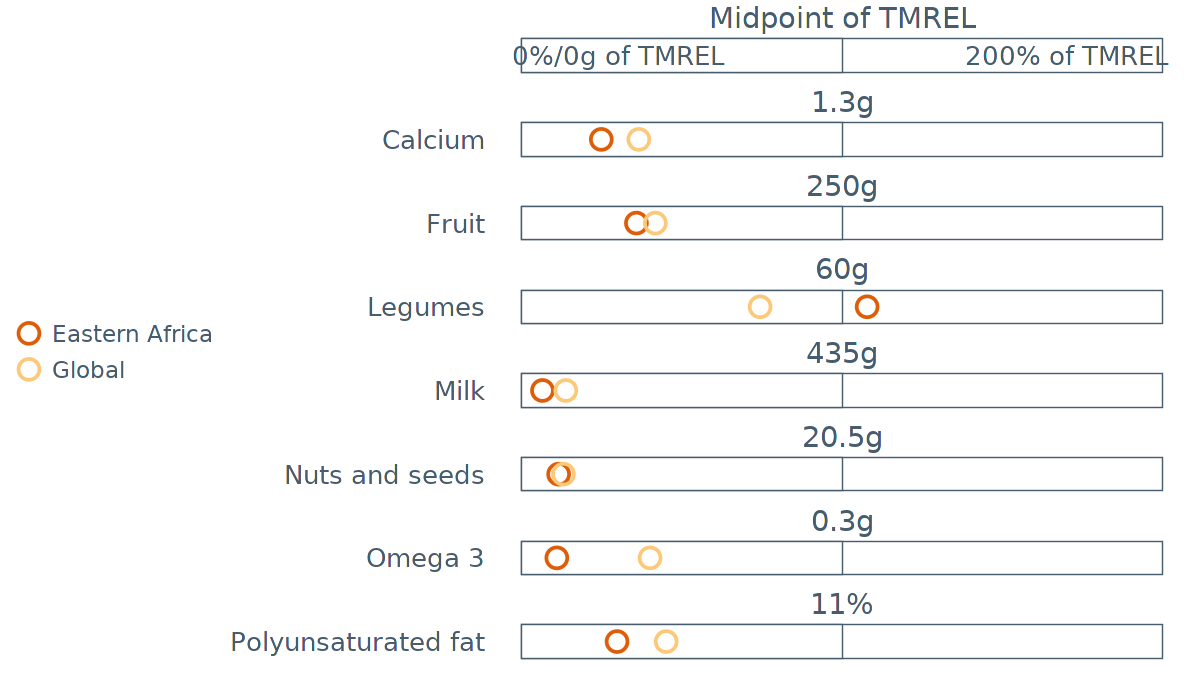 Midpoint of TMREL
0%/0g of TMREL 200% of TMREL
1.3g
Calcium
250g
Fruit
60g
Legumes
Eastern Africa
Global
435g
Milk
20.5g
Nuts and seeds
0.3g
Omega 3
11%
Polyunsaturated fat